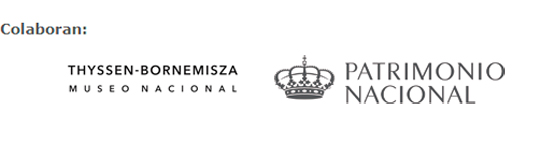 Colaboran:
THYSSEN-BORNEMISZA
MUSEO NACIONAL
PATRIMONIO
NACIONAL